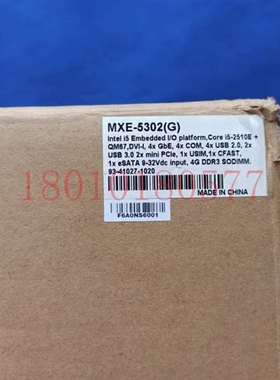 MXE-5302(G)
Intel i5 Embedded I/O platform,Core i5-2510E +
QM67,DVI-I, 4x GbE, 4x COM, 4x USB 2.0, 2x
USB 3.0 2x mini PCIe, 1x USIM,1x CFAST,
1x eSATA 9-32Vdc input, 4G DDR3 SODIMM.
93-41027-1020
MADE IN CHINA
F6A0NS6001